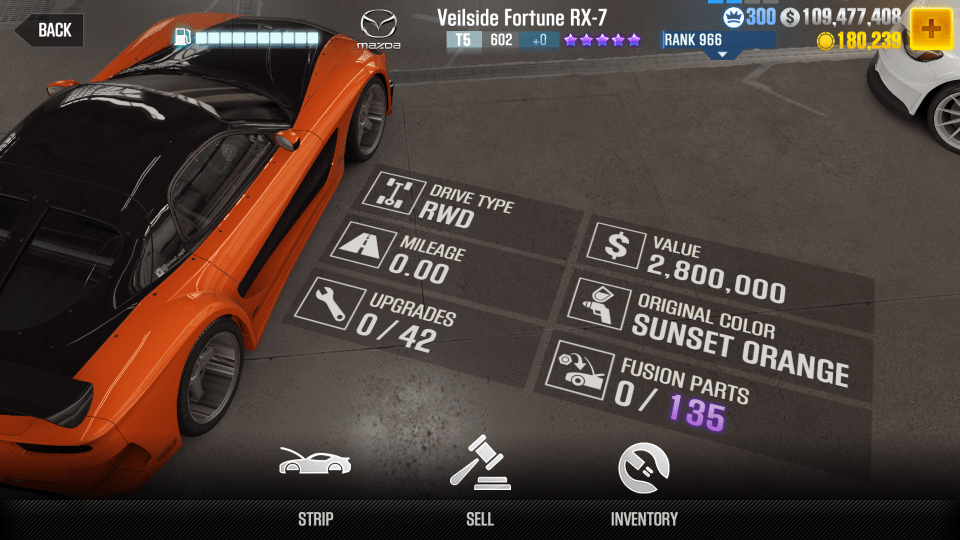 BACK
mazda
Veilside Fortune RX-7
T5 602 +0
RANK 966
300 $ 109,477,408
180,239
DRIVE TYPE
RWD
MILEAGE
0.00
UPGRADES
0/42
$ VALUE
2,800,000
ORIGINAL COLOR
SUNSET ORANGE
FUSION PARTS
0/135
STRIP
SELL
INVENTORY